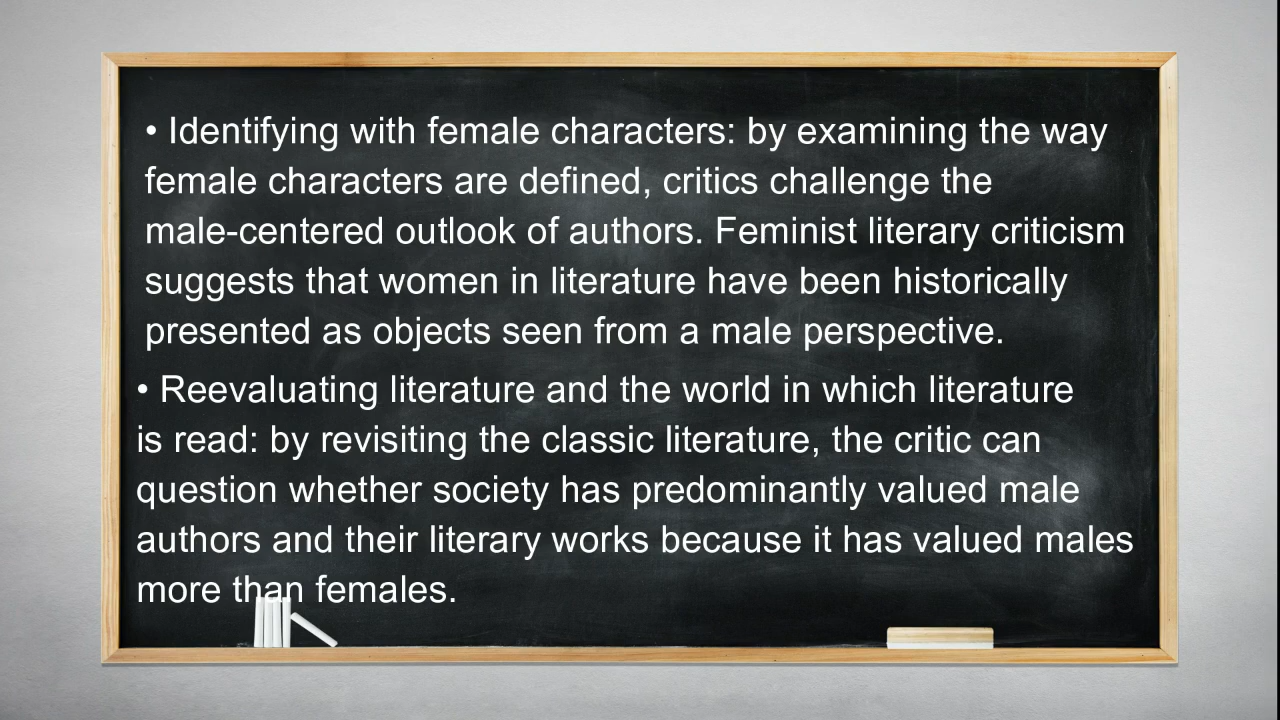 • Identifying with female characters: by examining the way
female characters are defined, critics challenge the
male-centered outlook of authors. Feminist literary criticism
suggests that women in literature have been historically
presented as objects seen from a male perspective.
• Reevaluating literature and the world in which literature
is read: by revisiting the classic literature, the critic can
question whether society has predominantly valued male
authors and their literary works because it has valued males
more than females.